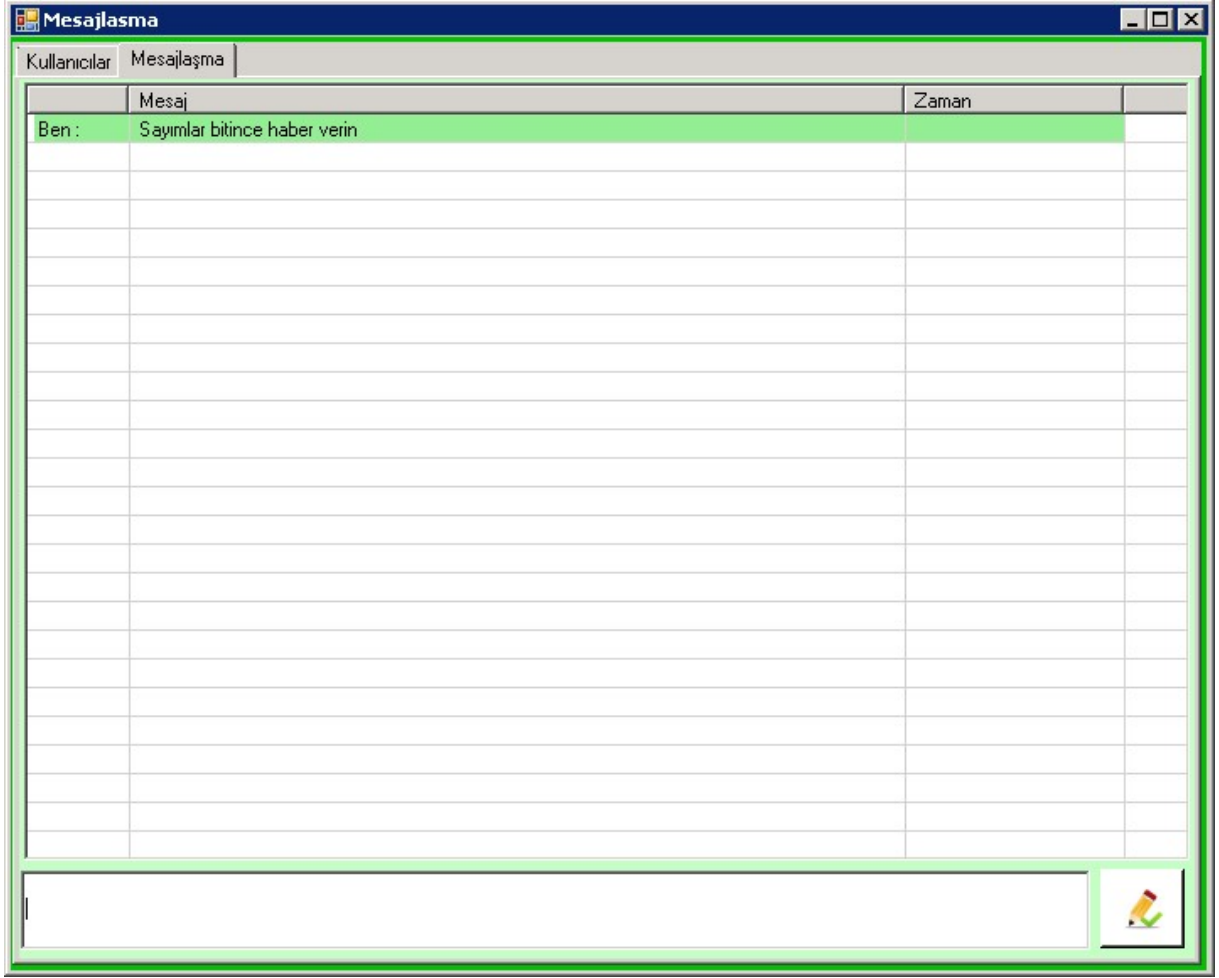 Mesajlasma
Kullanıcılar Mesajlaşma
Mesaj Zaman
Ben : Sayımlar bitince haber verin